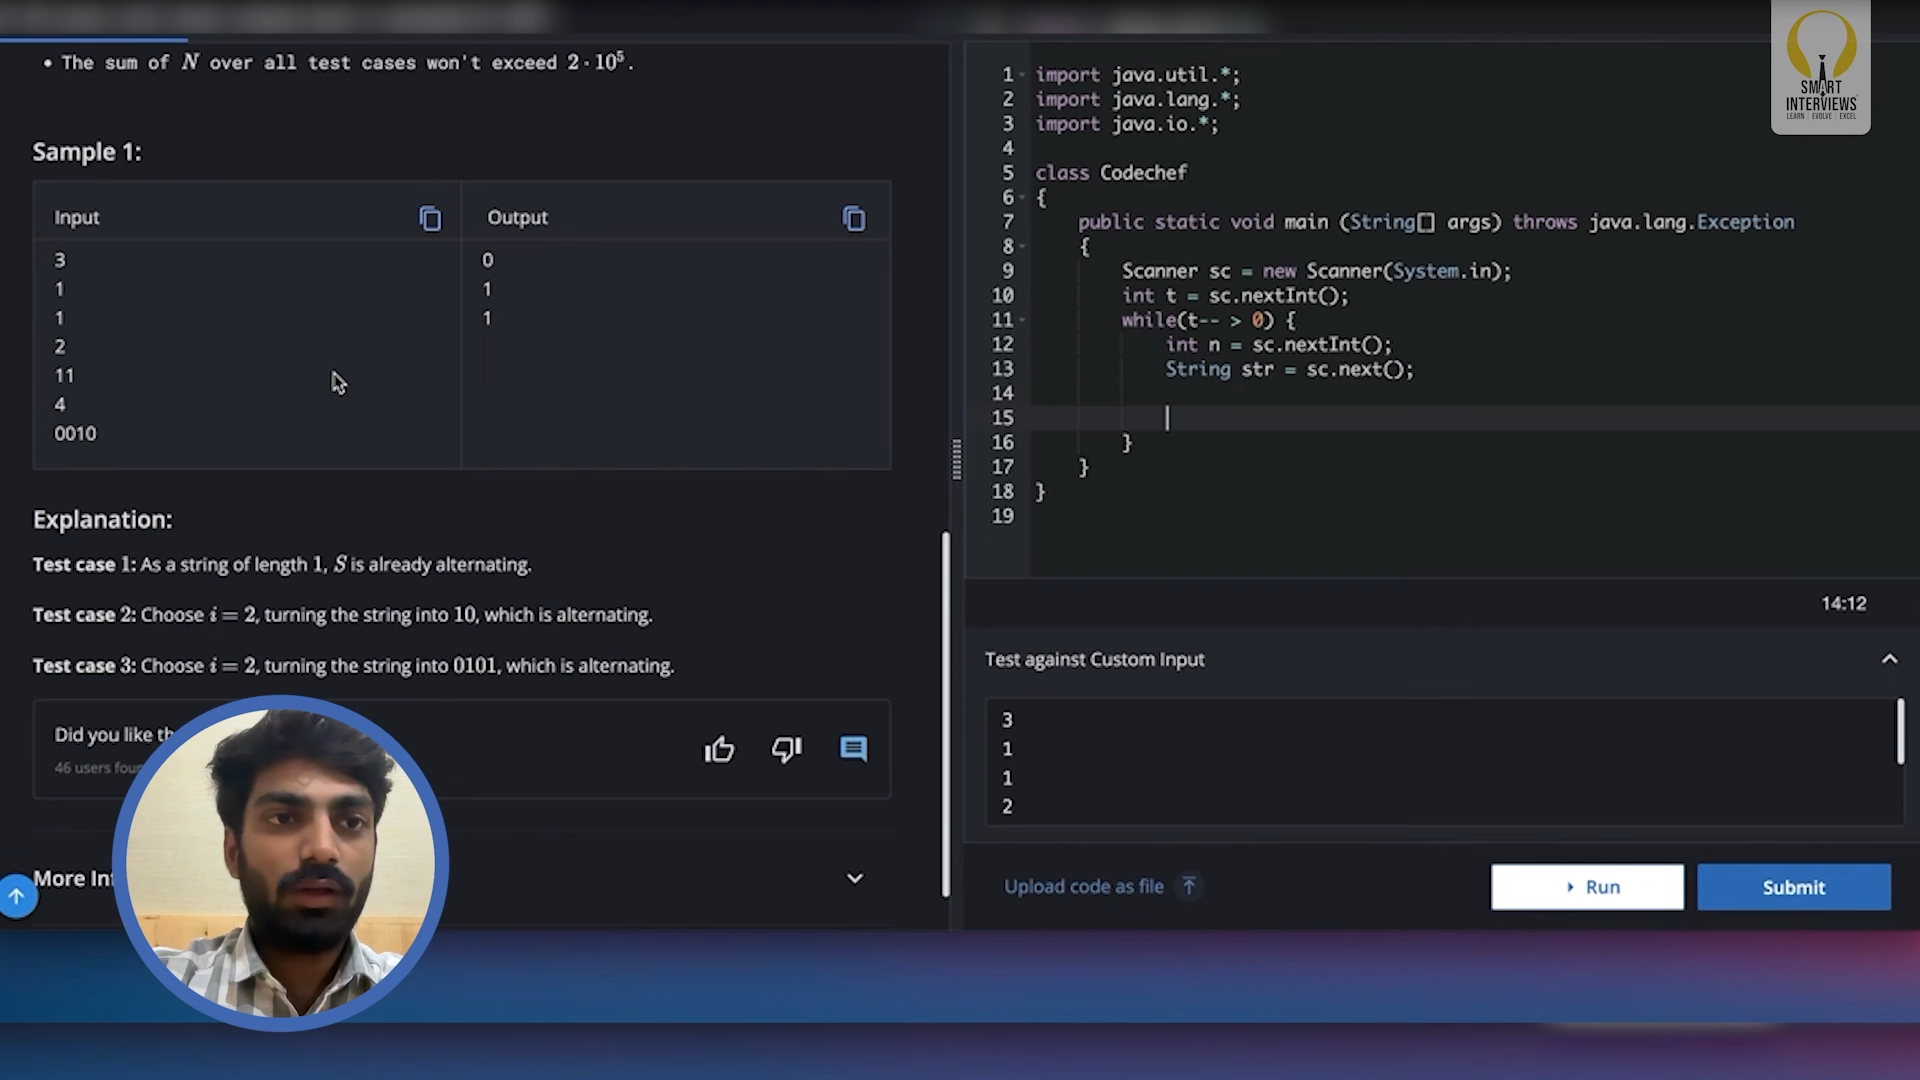 • The sum of N over all test cases won't exceed 2 · 10⁵.
Sample 1:
Input
Output
3
1
1
2
11
4
0010
0
1
1
Explanation:
Test case 1: As a string of length 1, S is already alternating.
Test case 2: Choose i = 2, turning the string into 10, which is alternating.
Test case 3: Choose i = 2, turning the string into 0101, which is alternating.
Did you like
46 users
More
1 import java.util.*;
2 import java.lang.*;
3 import java.io.*;
4
5 class Codechef
6 {
7 public static void main (String[] args) throws java.lang.Exception
8 {
9 Scanner sc = new Scanner(System.in);
10 int t = sc.nextInt();
11 while(t-- > 0) {
12 int n = sc.nextInt();
13 String str = sc.next();
14
15
16 }
17 }
18 }
19
14:12
Test against Custom Input
3
1
1
2
Upload code as file
Run
Submit
SMART
INTERVIEWS
LEARN | EVOLVE | EXCEL